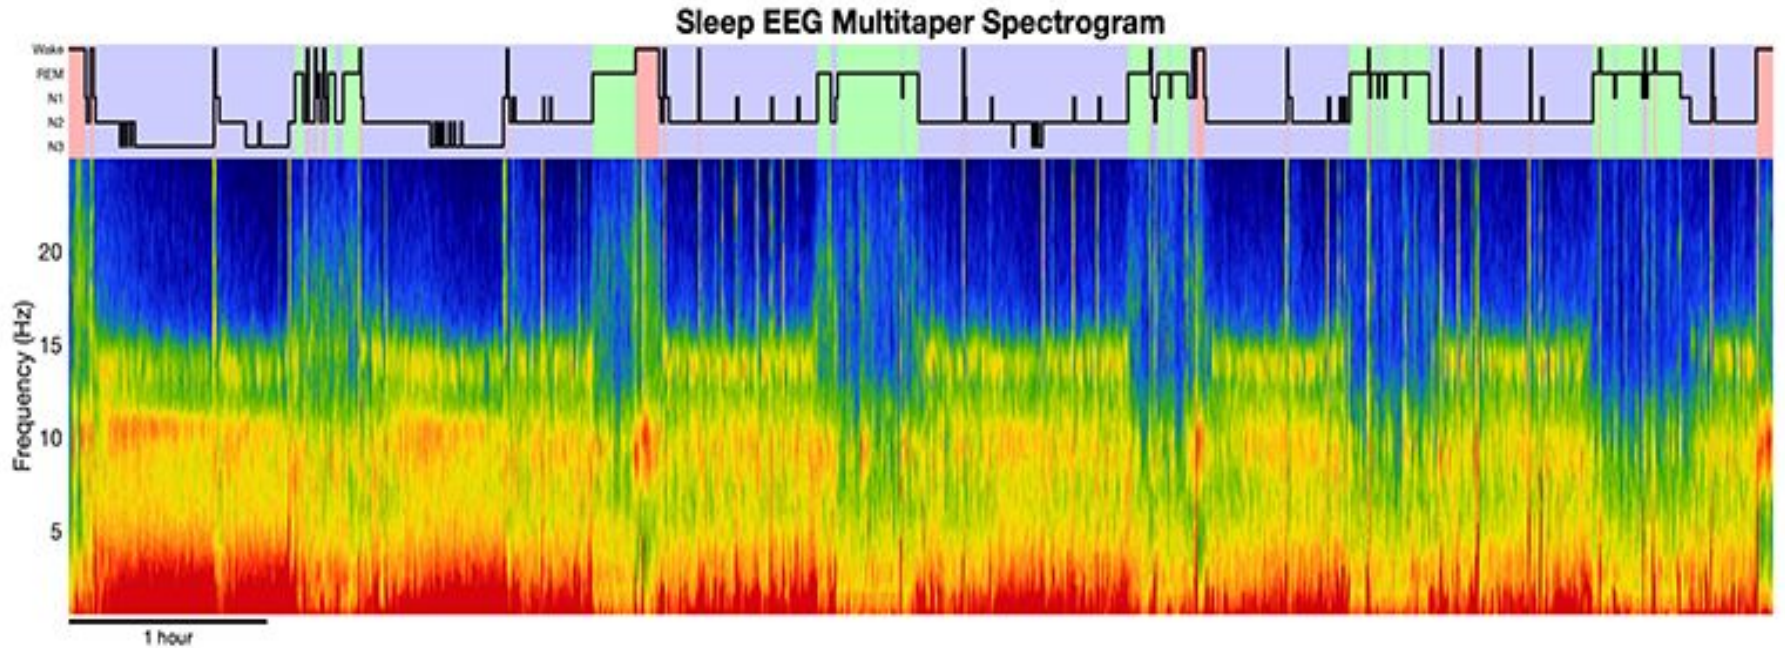 Sleep EEG Multitaper Spectrogram
Wake
REM
N1
N2
N3
20
15
10
5
Frequency (Hz)
1 hour